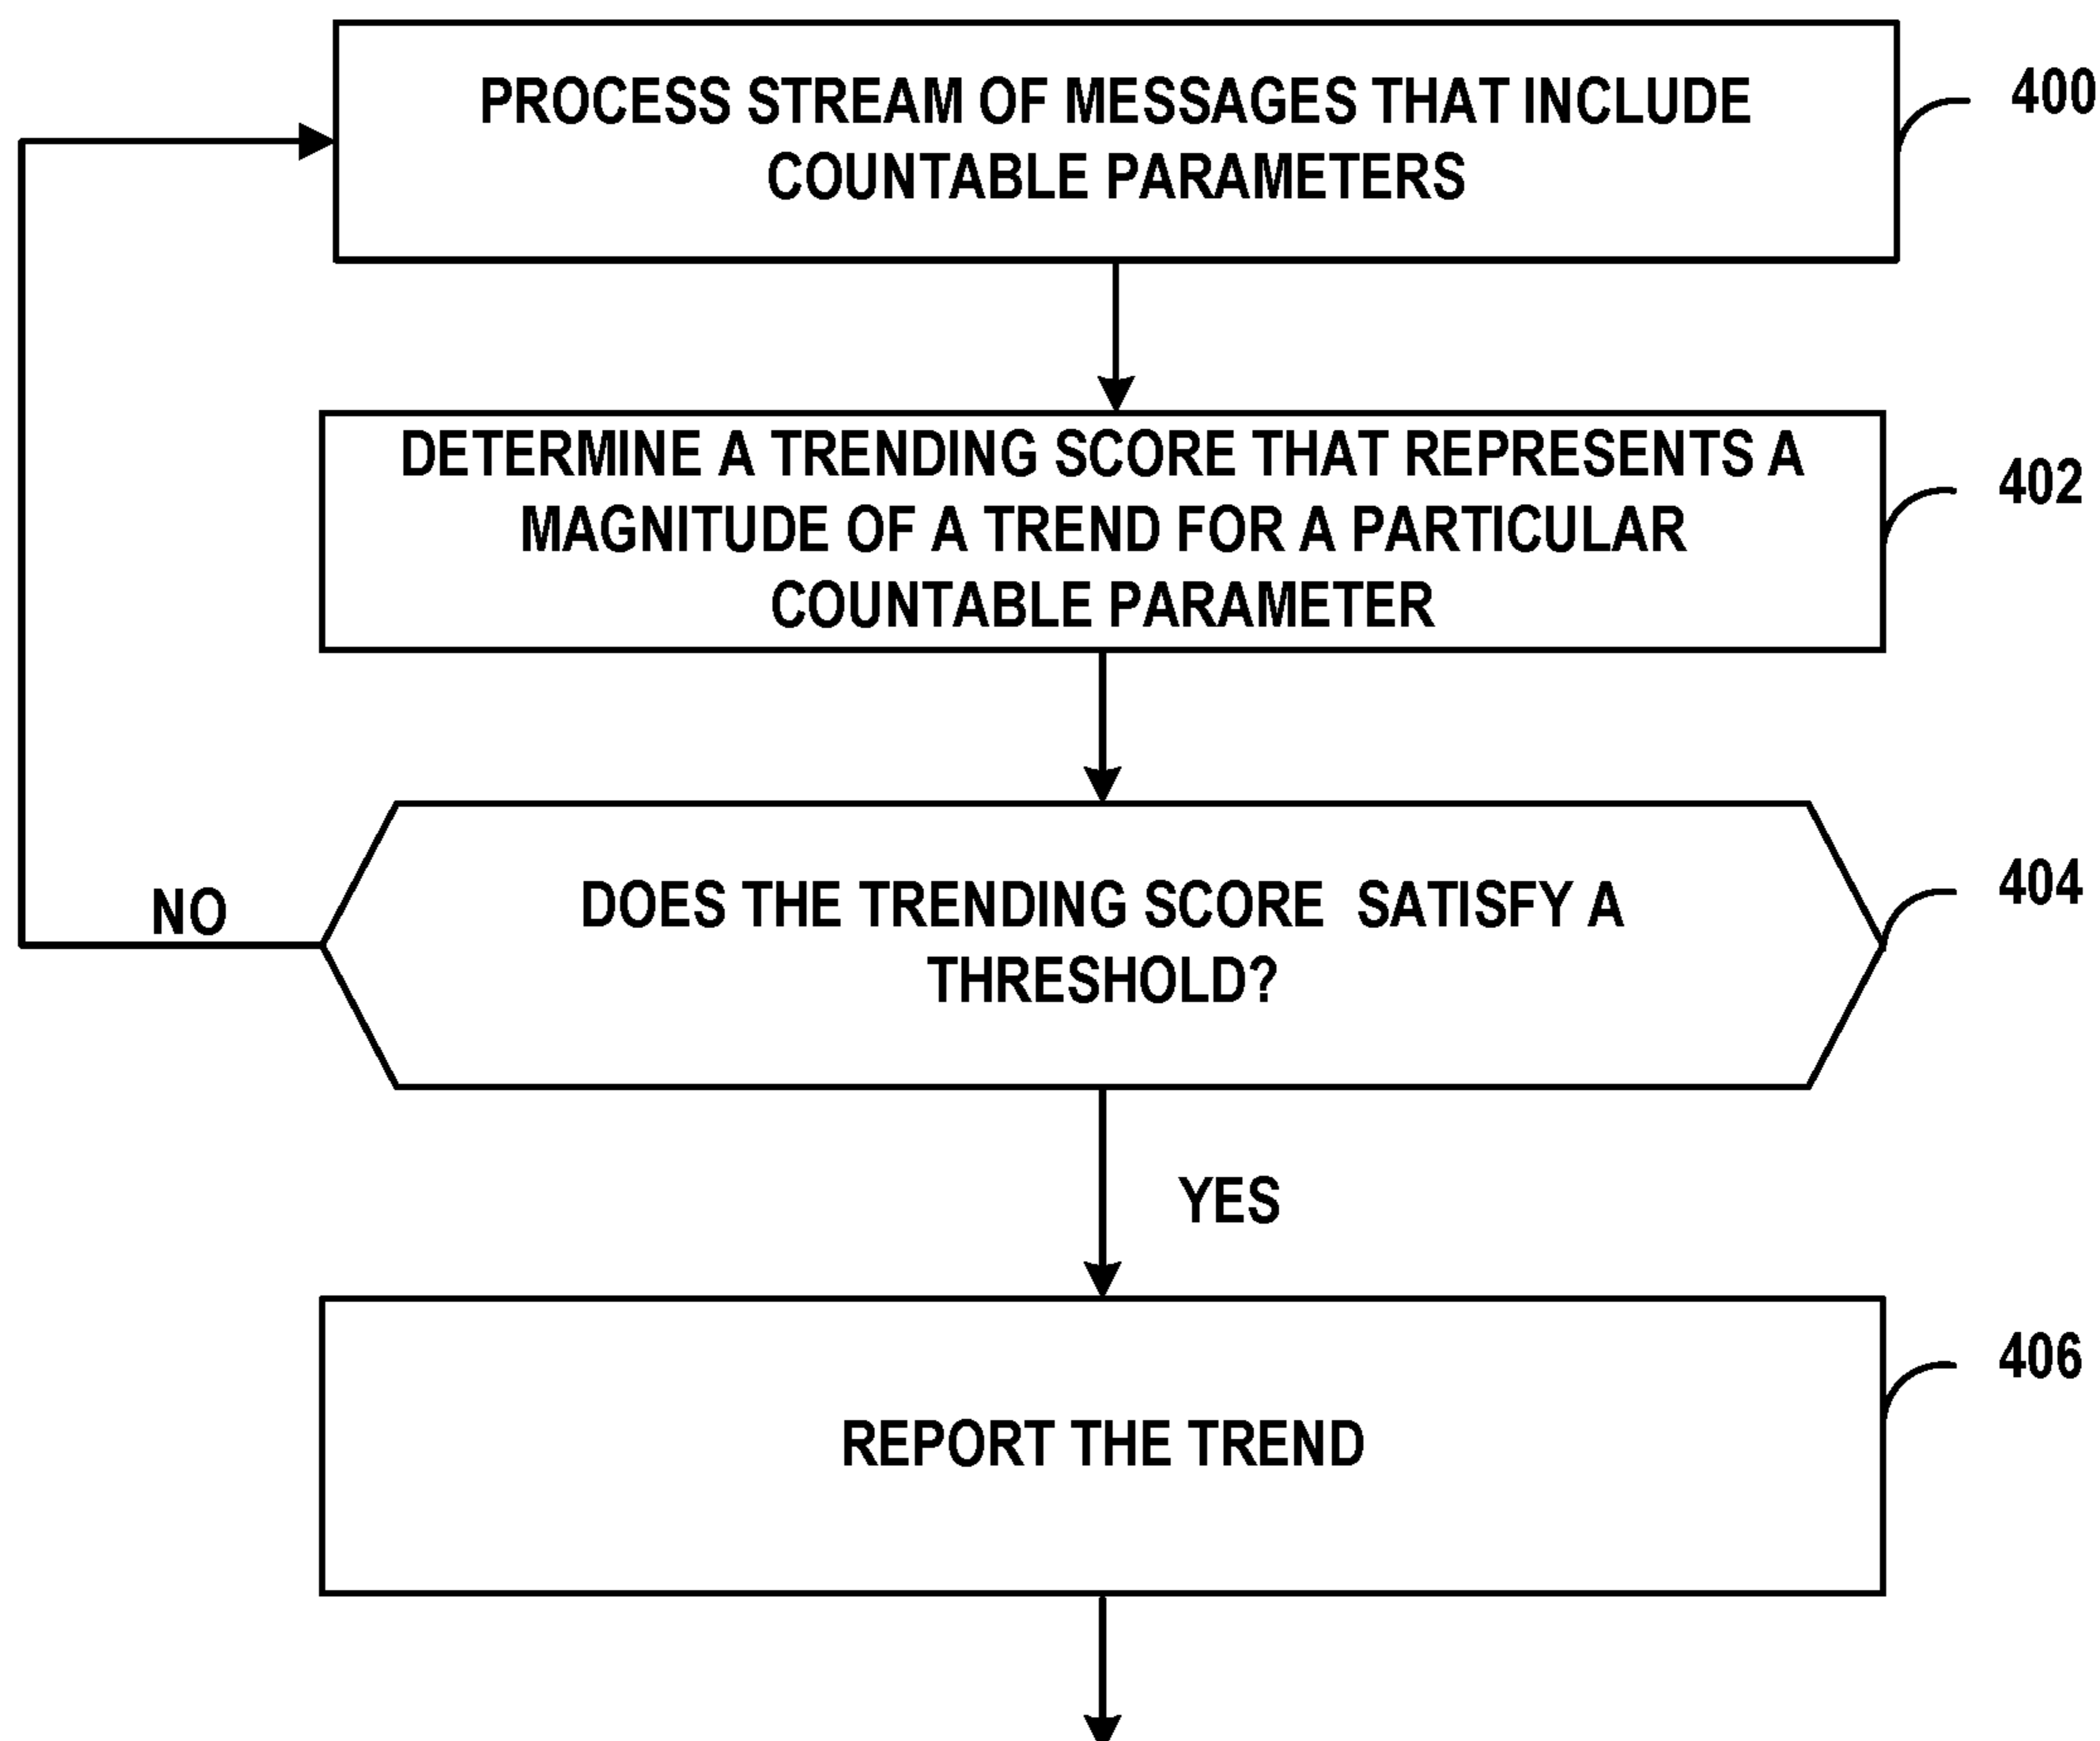 PROCESS STREAM OF MESSAGES THAT INCLUDE
COUNTABLE PARAMETERS
400
DETERMINE A TRENDING SCORE THAT REPRESENTS A
MAGNITUDE OF A TREND FOR A PARTICULAR
COUNTABLE PARAMETER
402
DOES THE TRENDING SCORE SATISFY A
THRESHOLD?
404
NO
YES
REPORT THE TREND
406